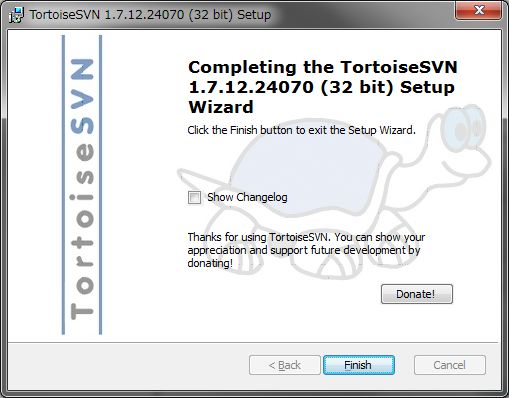 TortoiseSVN 1.7.12.24070 (32 bit) Setup
TortoiseSVN
Completing the TortoiseSVN
1.7.12.24070 (32 bit) Setup
Wizard
Click the Finish button to exit the Setup Wizard.
Show Changelog
Thanks for using TortoiseSVN. You can show your
appreciation and support future development by
donating!
Donate!
< Back
Finish
Cancel